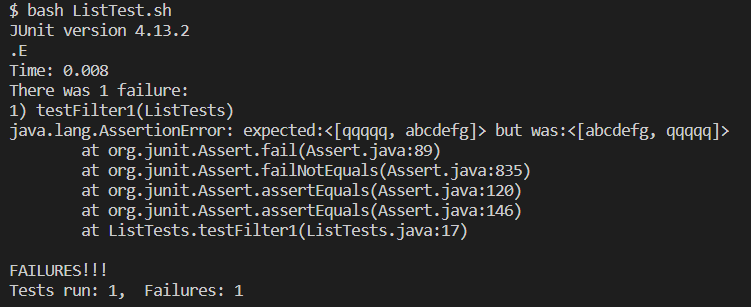 $ bash ListTest.sh
JUnit version 4.13.2
.E
Time: 0.008
There was 1 failure:
1) testFilter1(ListTests)
java.lang.AssertionError: expected:<[qqqqq, abcdefg]> but was:<[abcdefg, qqqqq]>
        at org.junit.Assert.fail(Assert.java:89)
        at org.junit.Assert.failNotEquals(Assert.java:835)
        at org.junit.Assert.assertEquals(Assert.java:120)
        at org.junit.Assert.assertEquals(Assert.java:146)
        at ListTests.testFilter1(ListTests.java:17)
FAILURES!!!
Tests run: 1,  Failures: 1